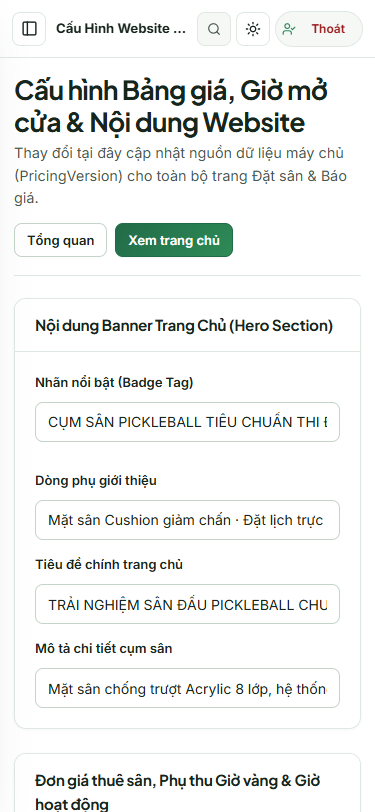 Cấu Hình Website ...
Thoát
Cấu hình Bảng giá, Giờ mở
cửa & Nội dung Website
Thay đổi tại đây cập nhật nguồn dữ liệu máy chủ
(PricingVersion) cho toàn bộ trang Đặt sân & Báo
giá.
Tổng quan
Xem trang chủ
Nội dung Banner Trang Chủ (Hero Section)
Nhãn nổi bật (Badge Tag)
CỤM SÂN PICKLEBALL TIÊU CHUẨN THI
Dòng phụ giới thiệu
Mặt sân Cushion giảm chấn · Đặt lịch trực
Tiêu đề chính trang chủ
TRẢI NGHIỆM SÂN ĐẤU PICKLEBALL CHU
Mô tả chi tiết cụm sân
Mặt sân chống trượt Acrylic 8 lớp, hệ thốn
Đơn giá thuê sân, Phụ thu Giờ vàng & Giờ
hoạt động